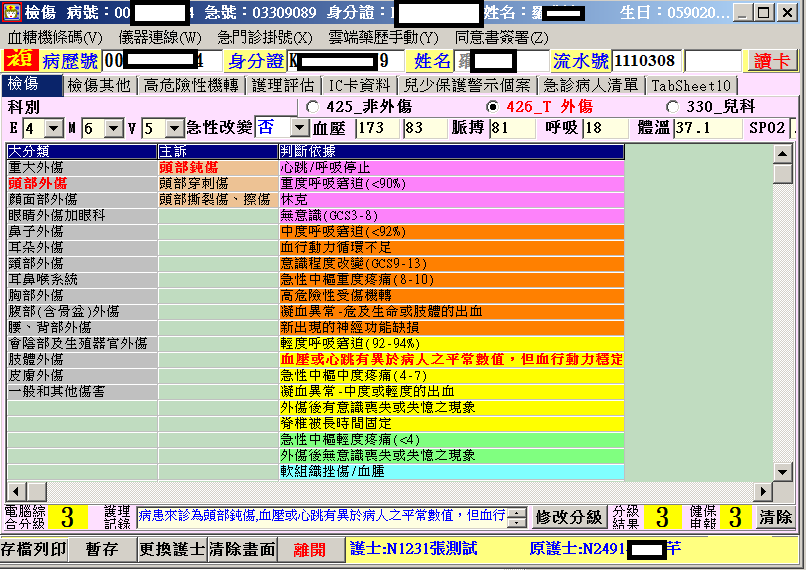 檢傷 病號：00 急號：03309089 身分證： 姓名： 生日：059020...
血糖機條碼(V) 儀器連線(W) 急門診掛號(X) 雲端藥歷手動(Y) 同意書簽署(Z)
複 病歷號 00 4 身分證 K 9 姓名 流水號 1110308 讀卡
檢傷 檢傷其他 高危險性機轉 護理評估 IC卡資料 兒少保護警示個案 急診病人清單 TabSheet10
科別 425_非外傷 426_T 外傷 330_兒科
E 4 M 6 V 5 急性改變 否 血壓 173 83 脈搏 81 呼吸 18 體溫 37.1 SPO2
大分類 主訴 判斷依據
重大外傷 頭部鈍傷 心跳/呼吸停止
頭部外傷 頭部穿刺傷 重度呼吸窘迫(<90%)
顏面部外傷 頭部撕裂傷、擦傷 休克
眼睛外傷加眼科 無意識(GCS3-8)
鼻子外傷 中度呼吸窘迫(<92%)
耳朵外傷 血行動力循環不足
頸部外傷 意識程度改變(GCS9-13)
耳鼻喉系統 急性中樞重度疼痛(8-10)
胸部外傷 高危險性受傷機轉
腹部(含骨盆)外傷 凝血異常-危及生命或肢體的出血
腰、背部外傷 新出現的神經功能缺損
會陰部及生殖器官外傷 輕度呼吸窘迫(92-94%)
肢體外傷 血壓或心跳有異於病人之平常數值，但血行動力穩定
皮膚外傷 急性中樞中度疼痛(4-7)
一般和其他傷害 凝血異常-中度或輕度的出血
外傷後有意識喪失或失憶之現象
脊椎被長時間固定
急性中樞輕度疼痛(<4)
外傷後無意識喪失或失憶之現象
軟組織挫傷/血腫
電腦綜合分級 3 護理記錄 病患來診為頭部鈍傷,血壓或心跳有異於病人之平常數值，但血行 修改分級 分級結果 3 健保申報 3 清除
存檔列印 暫存 更換護士 清除畫面 離開 護士:N1231張測試 原護士:N2491 芊